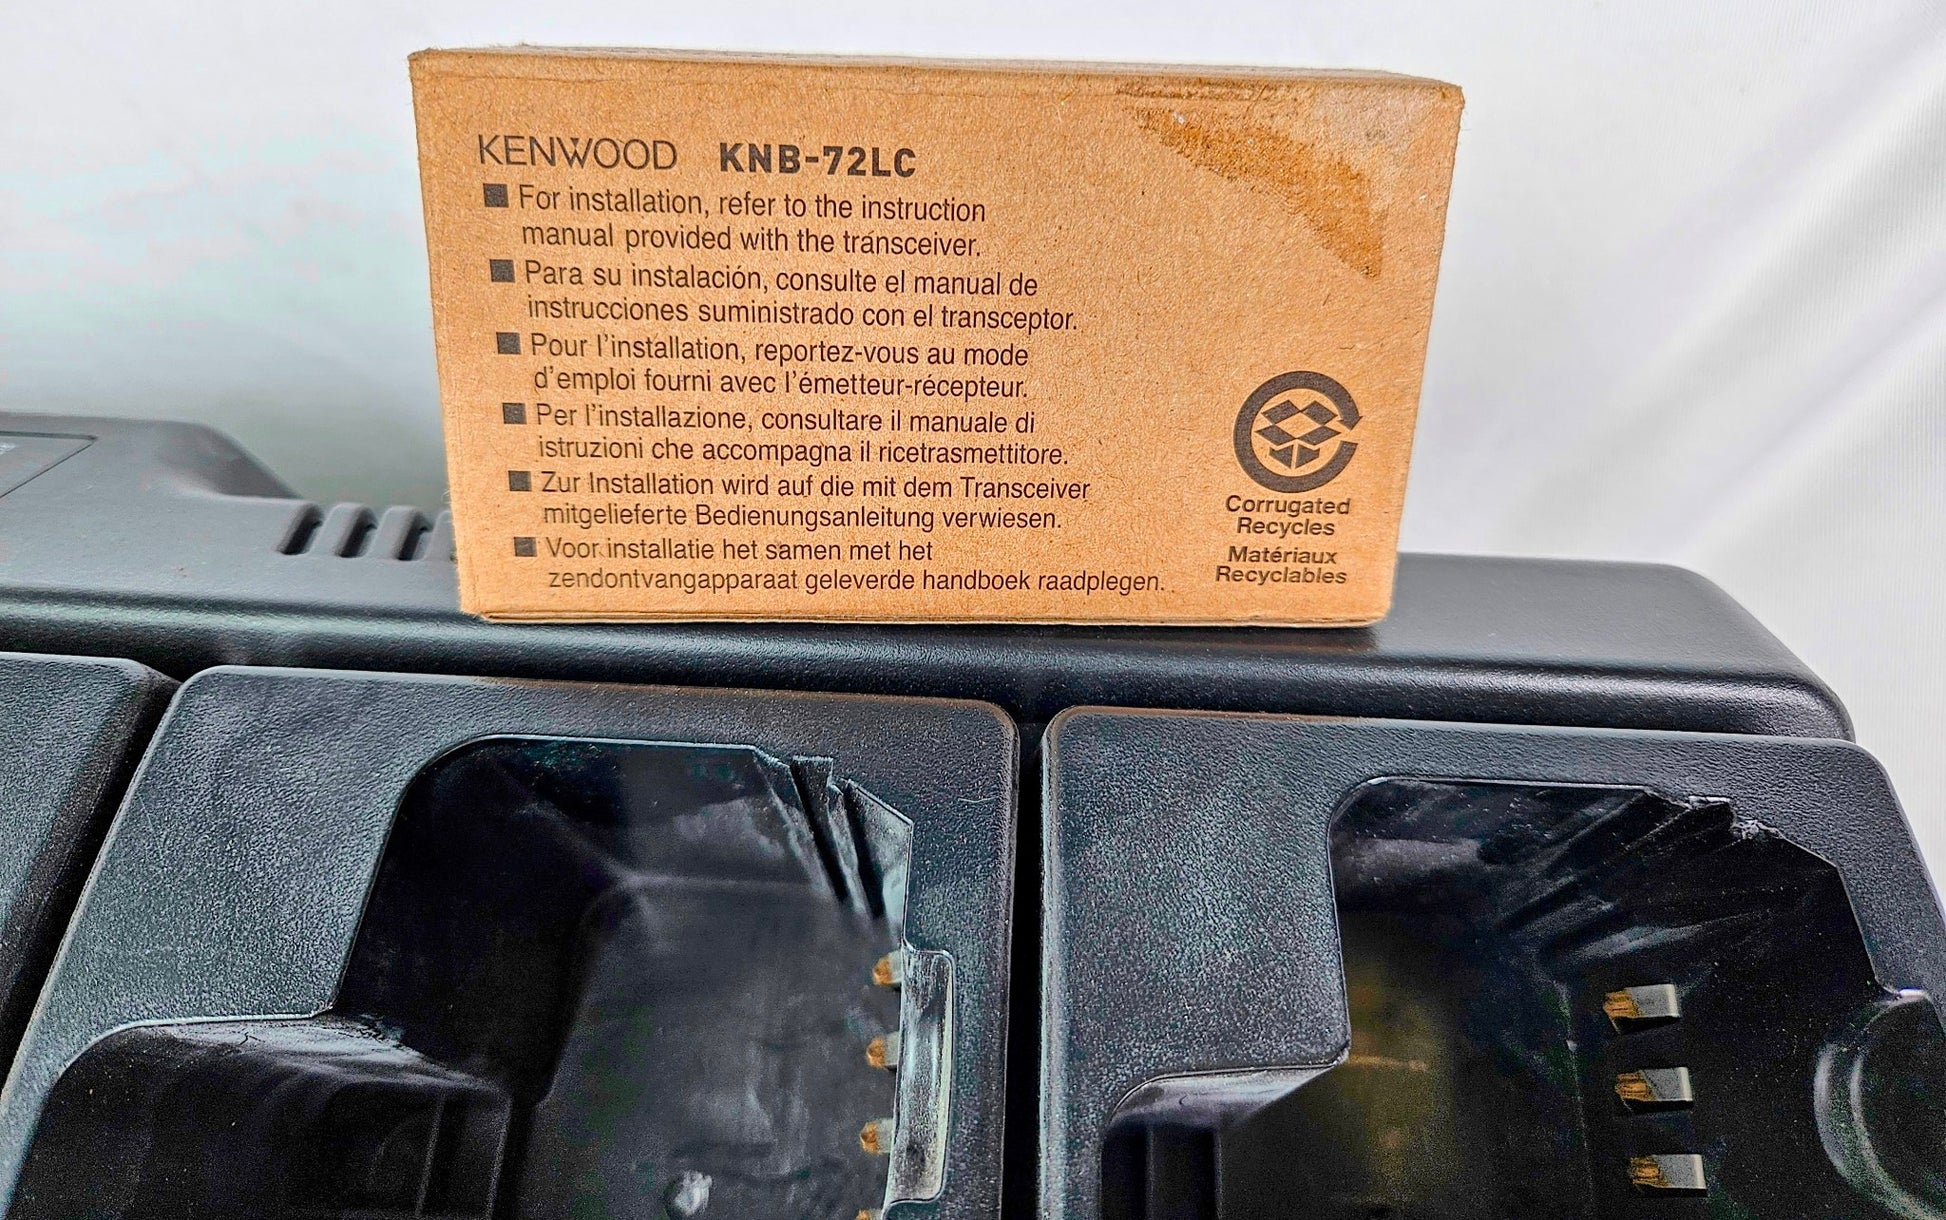 KENWOOD KNB-72LC
■ For installation, refer to the instruction
manual provided with the transceiver.
■ Para su instalación, consulte el manual de
instrucciones suministrado con el transceptor.
■ Pour l'installation, reportez-vous au mode
d'emploi fourni avec l'émetteur-récepteur.
■ Per l'installazione, consultare il manuale di
istruzioni che accompagna il ricetrasmettitore.
■ Zur Installation wird auf die mit dem Transceiver
mitgelieferte Bedienungsanleitung verwiesen.
■ Voor installatie het samen met het
zendontvangapparaat geleverde handboek raadplegen.
Corrugated
Recycles
Matériaux
Recyclables